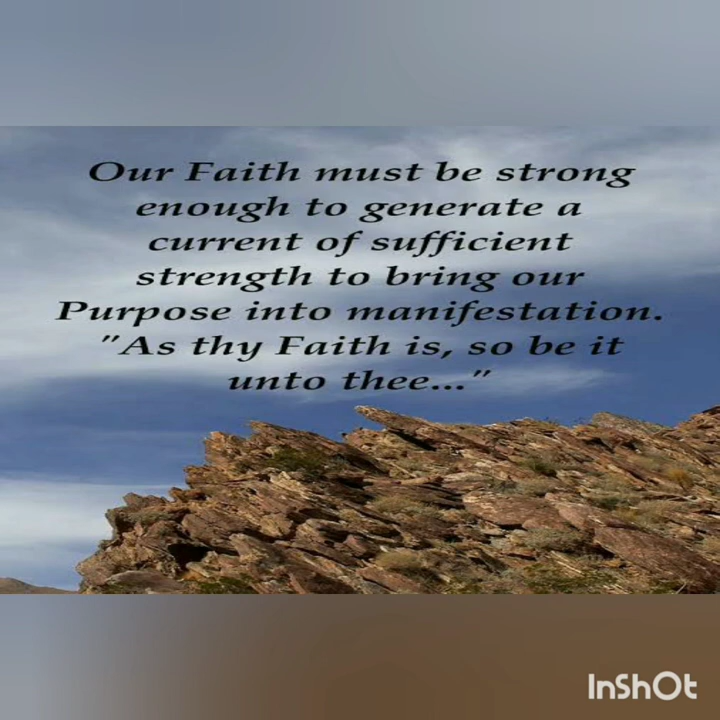 Our Faith must be strong
enough to generate a
current of sufficient
strength to bring our
Purpose into manifestation.
"As thy Faith is, so be it
unto thee..."
InShOt